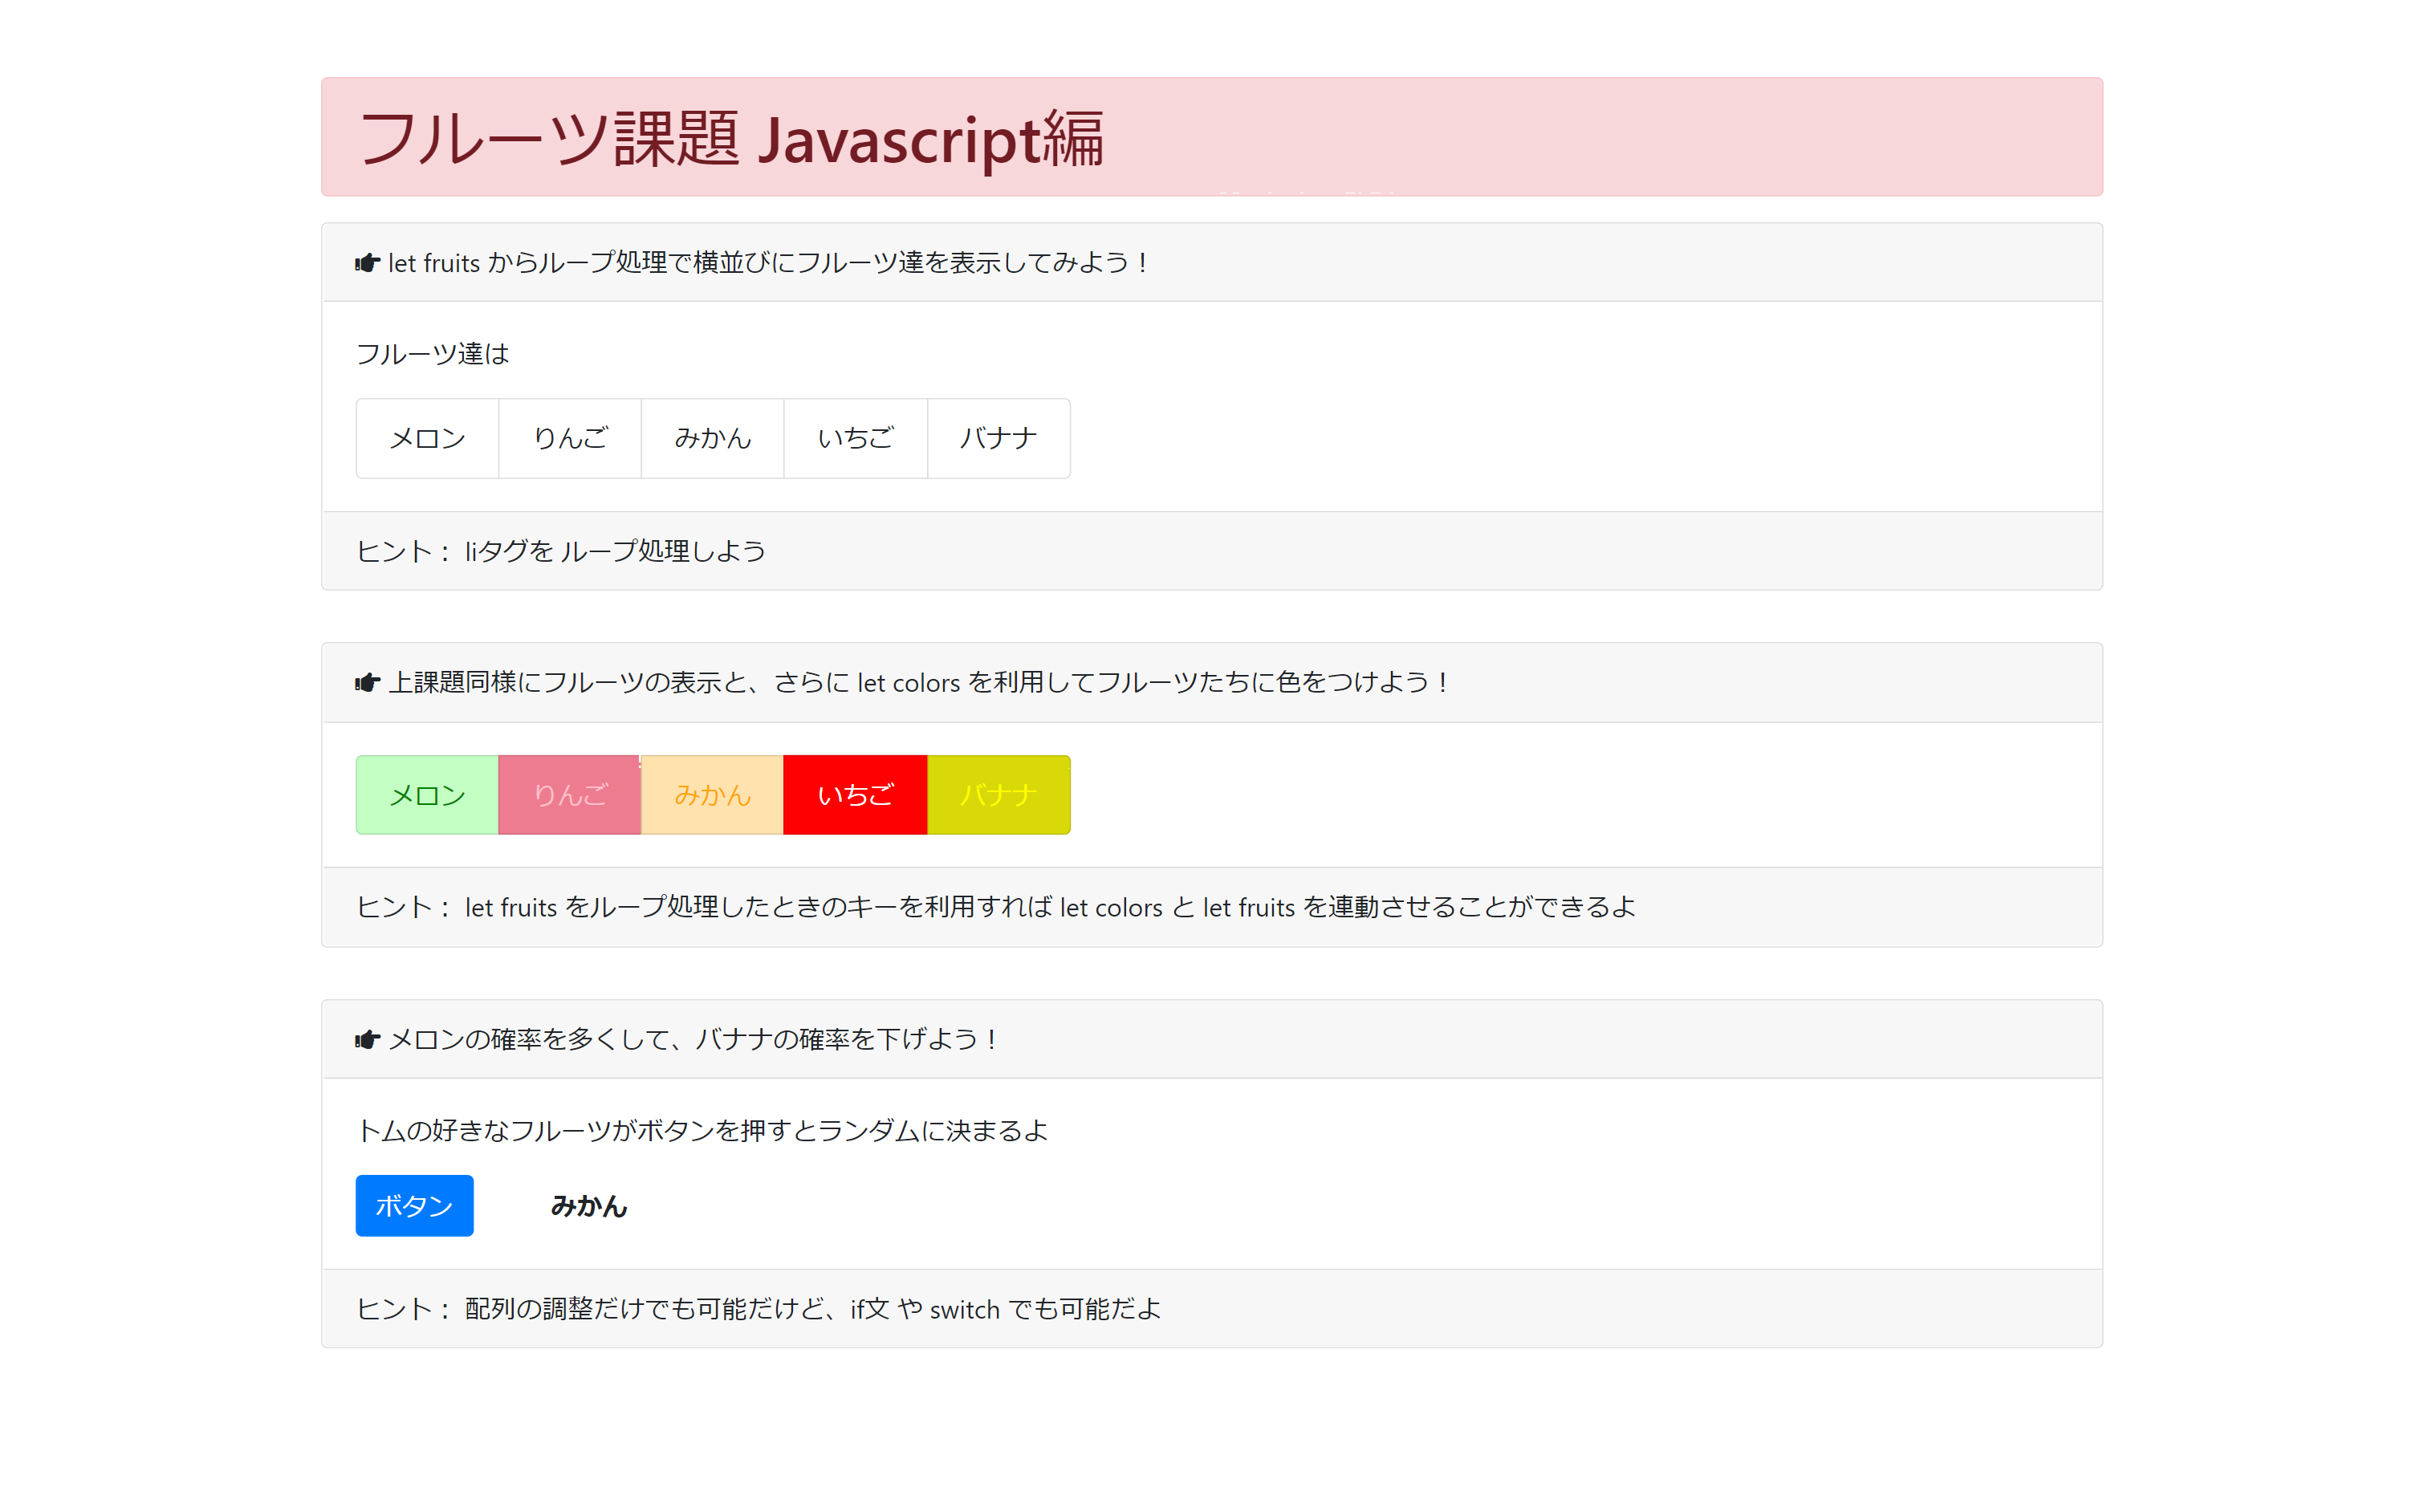 フルーツ課題 Javascript編
let fruits からループ処理で横並びにフルーツ達を表示してみよう！
フルーツ達は
メロン りんご みかん いちご バナナ
ヒント： liタグを ループ処理しよう
上課題同様にフルーツの表示と、さらに let colors を利用してフルーツたちに色をつけよう！
メロン りんご みかん いちご バナナ
ヒント： let fruits をループ処理したときのキーを利用すれば let colors と let fruits を連動させることができるよ
メロンの確率を多くして、バナナの確率を下げよう！
トムの好きなフルーツがボタンを押すとランダムに決まるよ
ボタン みかん
ヒント： 配列の調整だけでも可能だけど、if文 や switch でも可能だよ